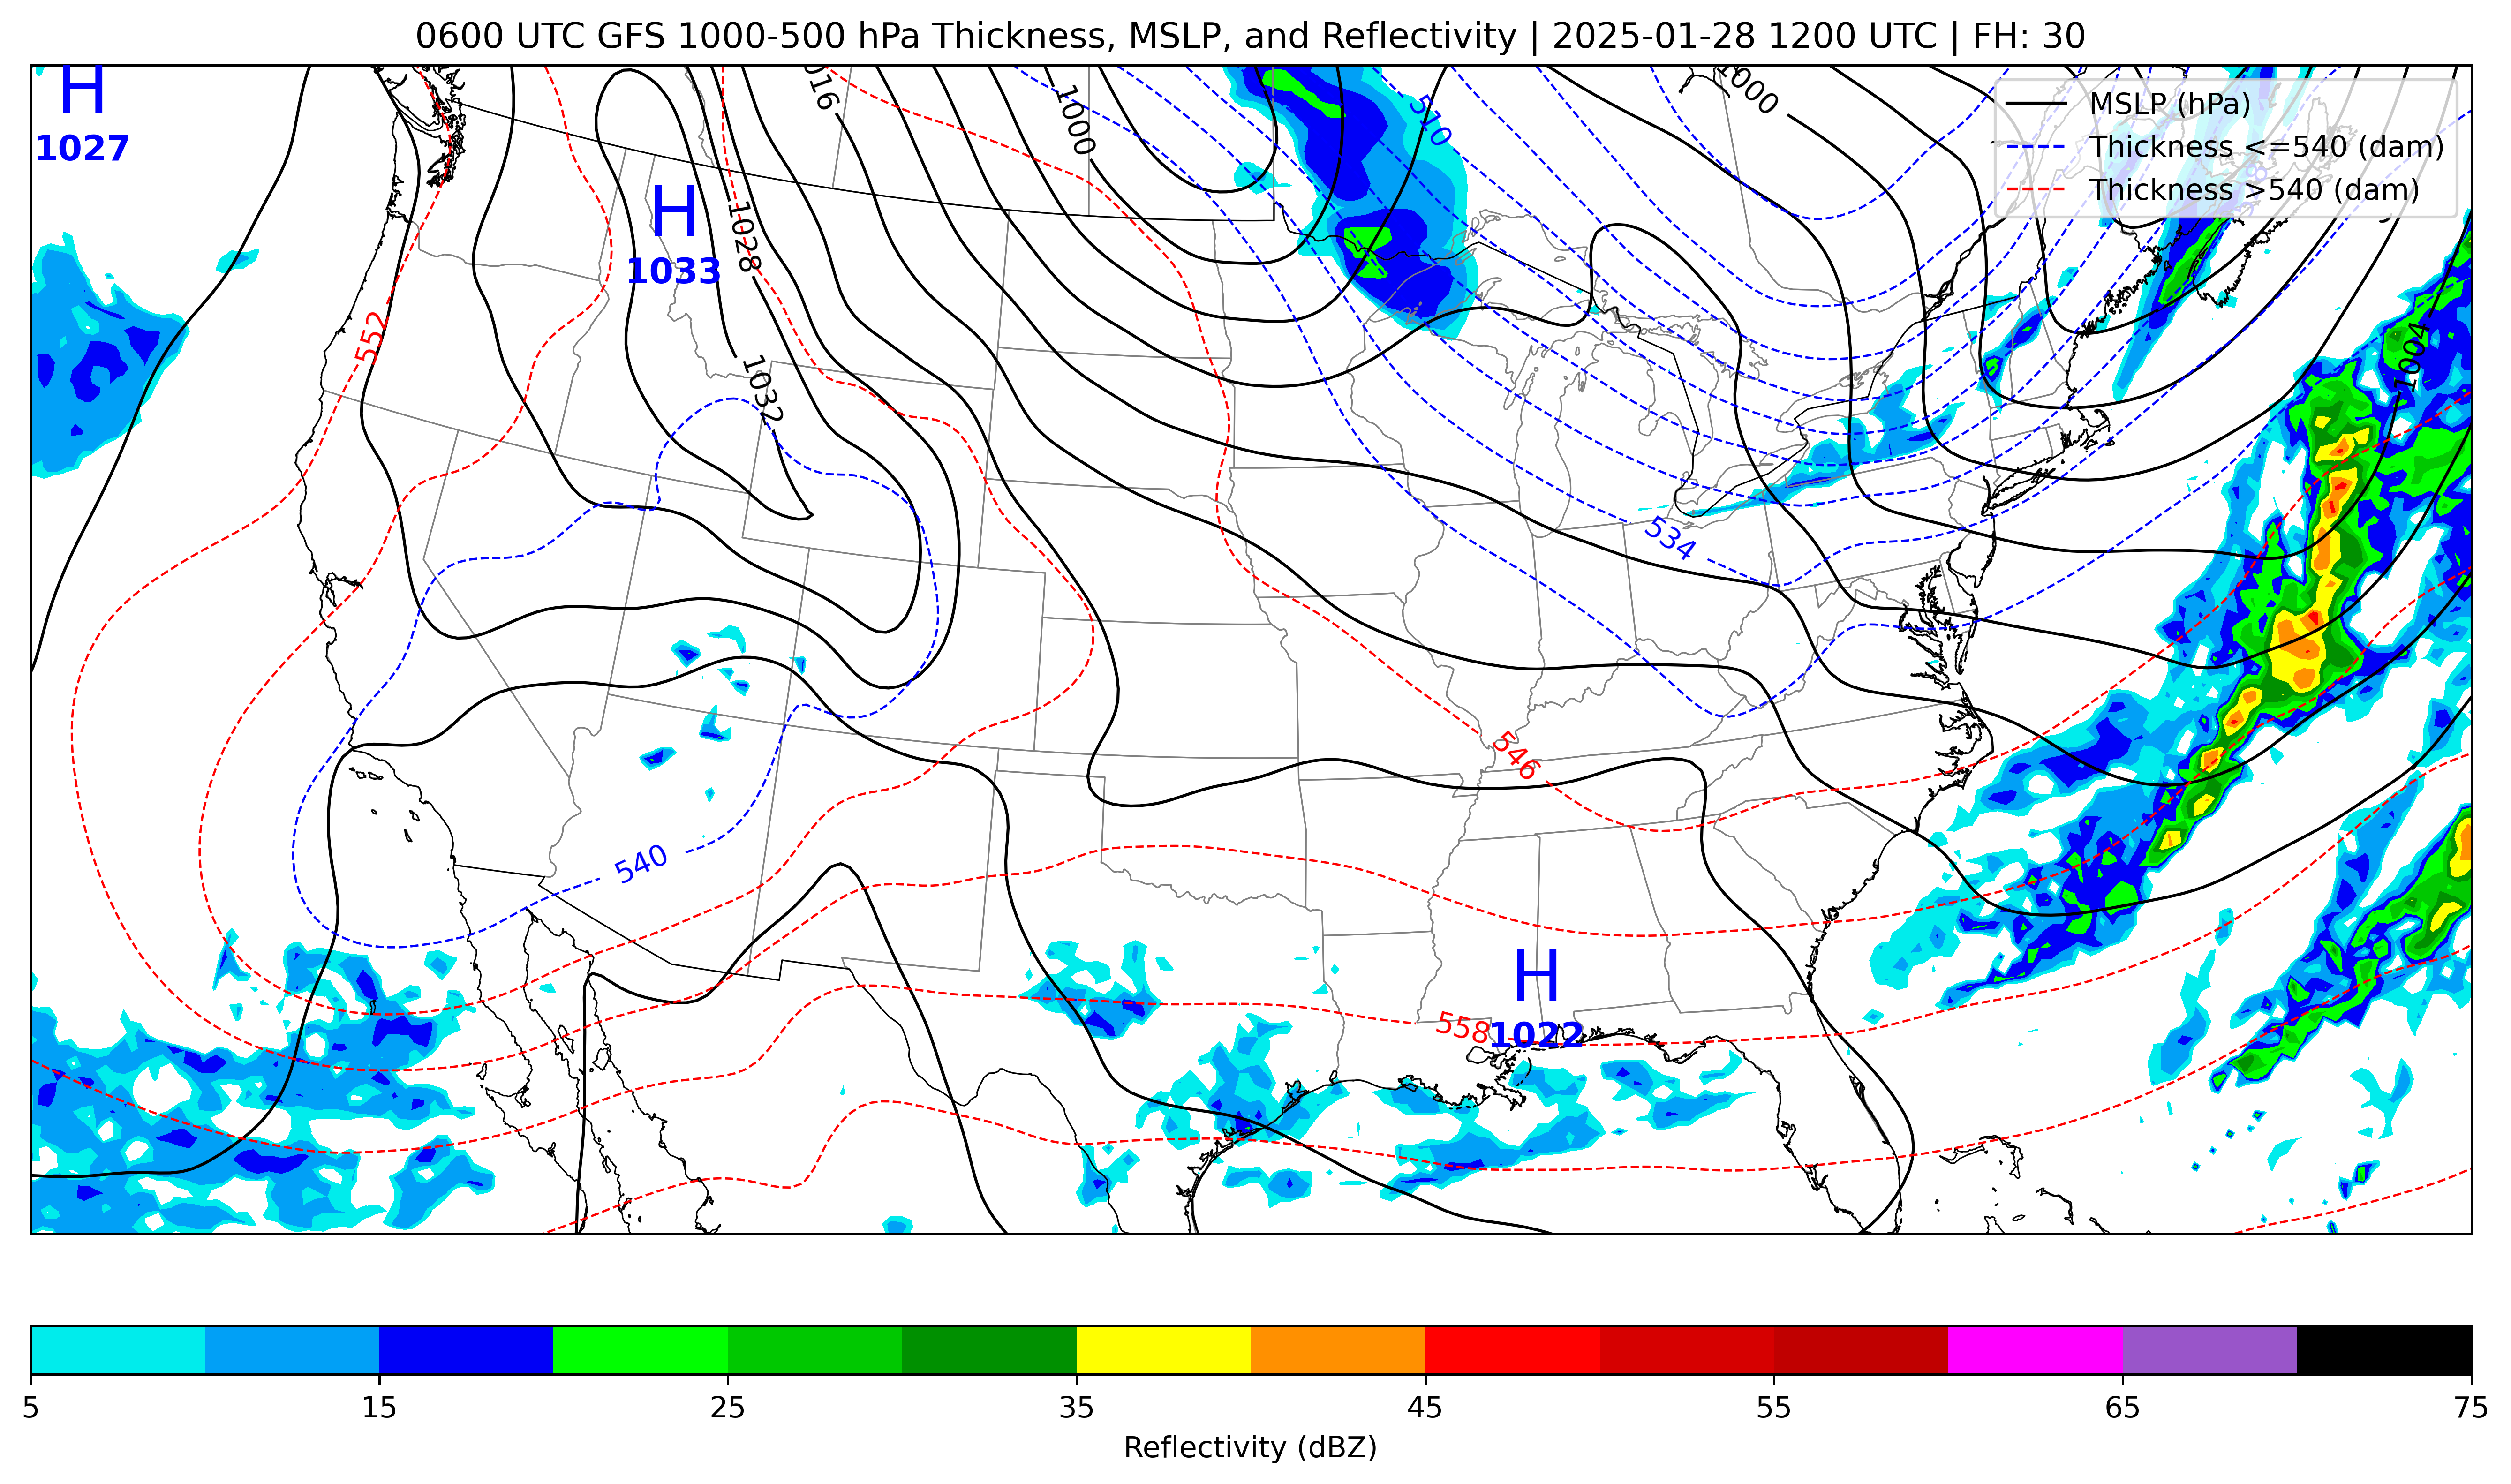 0600 UTC GFS 1000-500 hPa Thickness, MSLP, and Reflectivity | 2025-01-28 1200 UTC | FH: 30
H
1027
H
1033
H
1022
1000
1000
1028
1032
1004
510
552
534
546
540
558
MSLP (hPa)
Thickness <=540 (dam)
Thickness >540 (dam)
5 15 25 35 45 55 65 75
Reflectivity (dBZ)